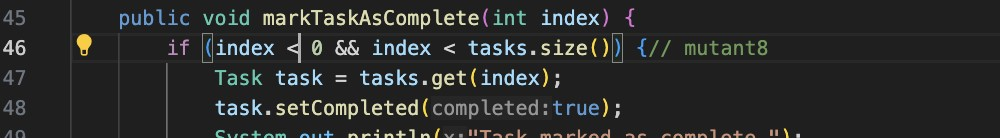 45 public void markTaskAsComplete(int index) {
46 if (index < 0 && index < tasks.size()) {// mutant8
47 Task task = tasks.get(index);
48 task.setCompleted(completed:true);
49 System.out.println(x:"Task marked as complete.");